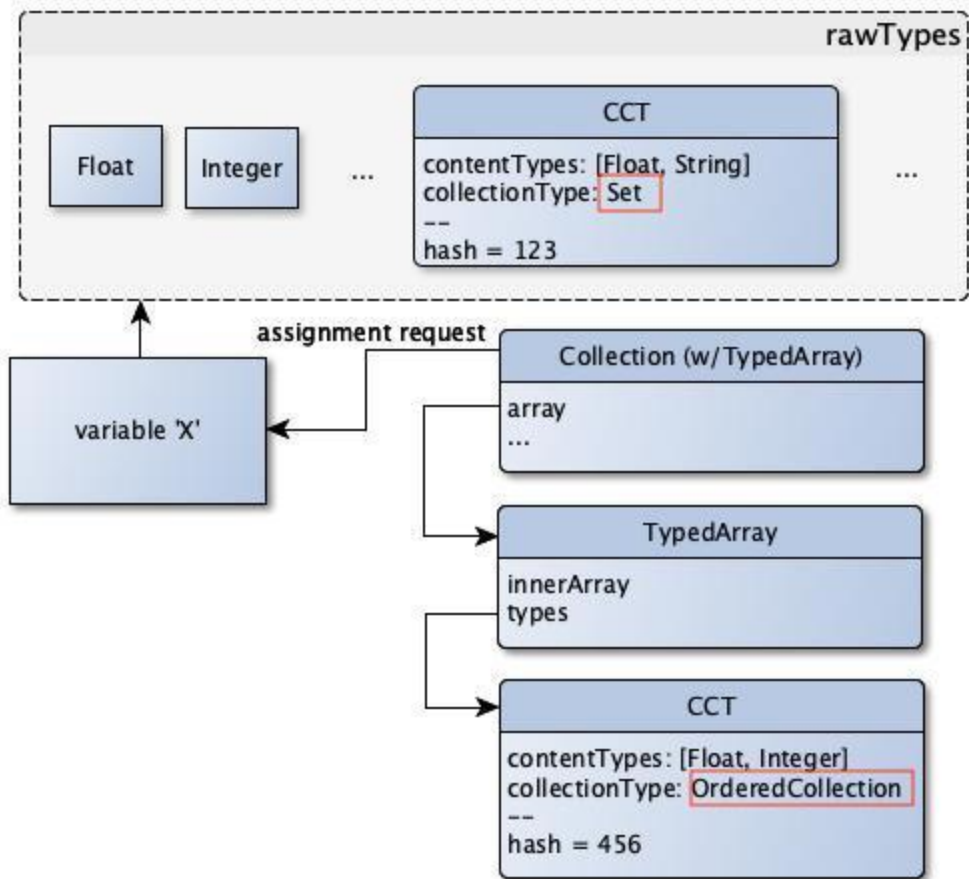 rawTypes
Float
Integer
...
CCT
contentTypes: [Float, String]
collectionType: Set
--
hash = 123
...
assignment request
variable 'X'
Collection (w/TypedArray)
array
...
TypedArray
innerArray
types
CCT
contentTypes: [Float, Integer]
collectionType: OrderedCollection
--
hash = 456